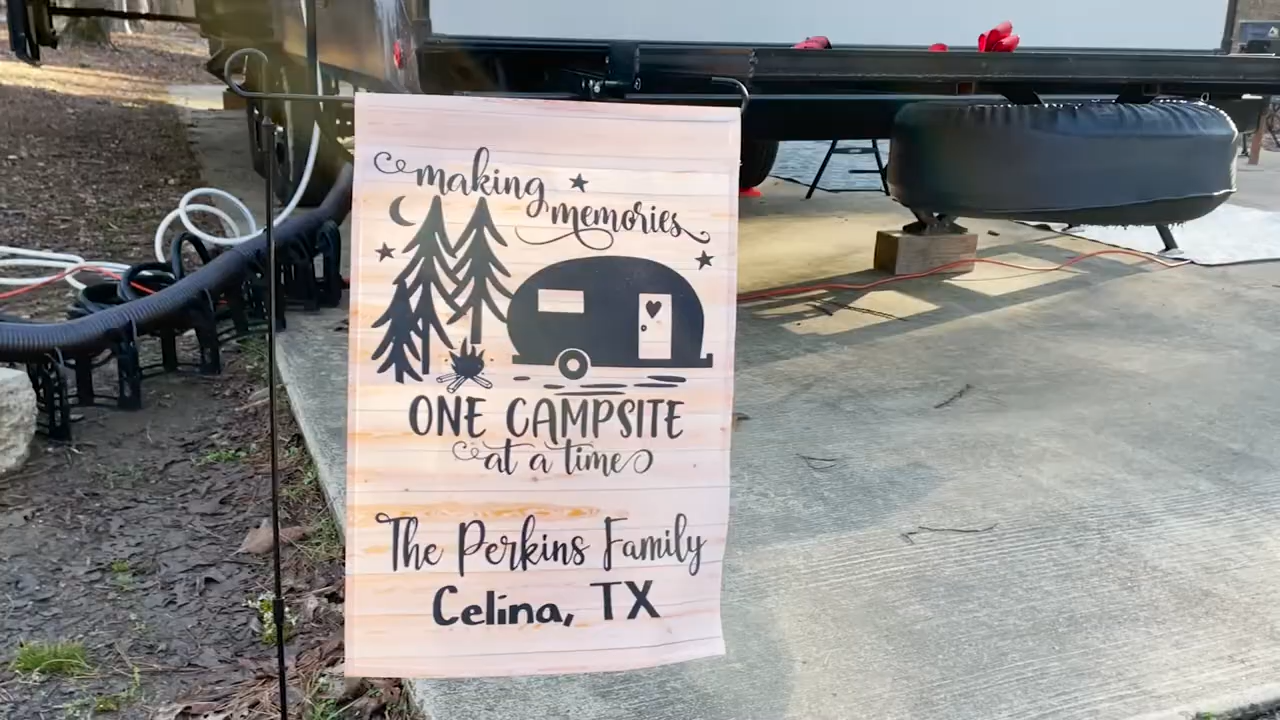 making
memories
ONE CAMPSITE
at a time
The Perkins Family
Celina, TX